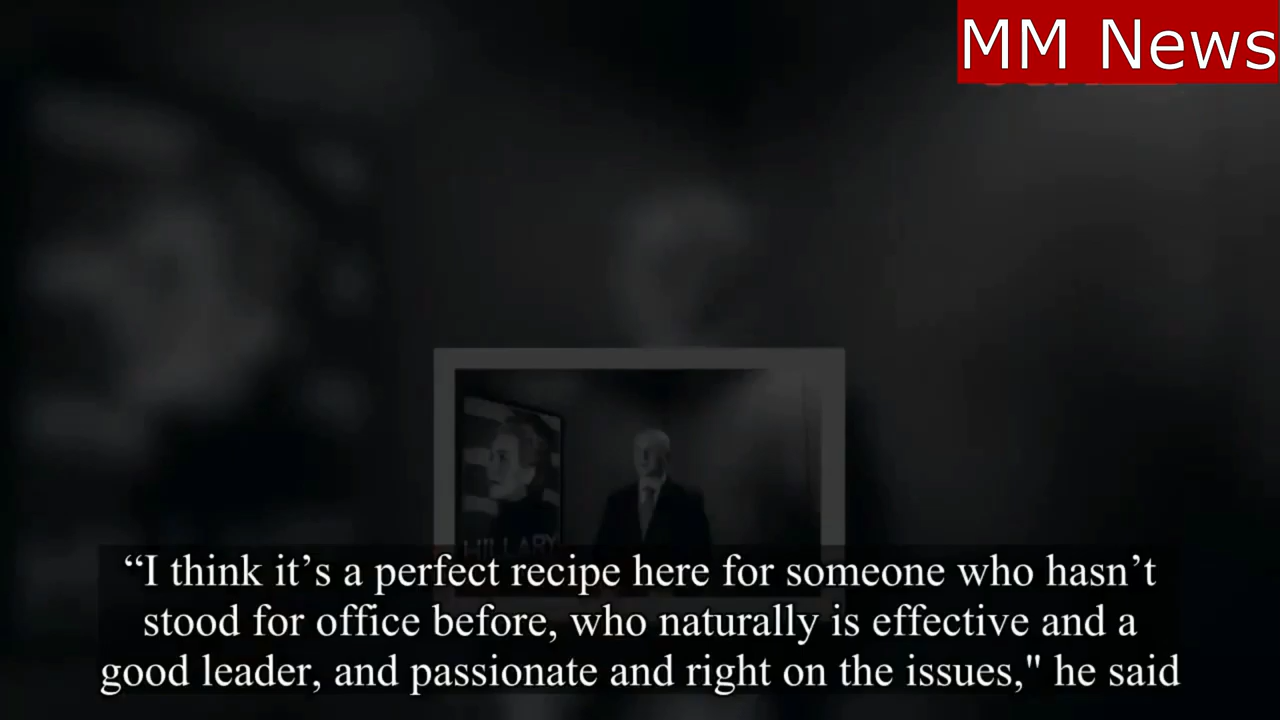 MM News
HILLARY
“I think it’s a perfect recipe here for someone who hasn’t
stood for office before, who naturally is effective and a
good leader, and passionate and right on the issues," he said